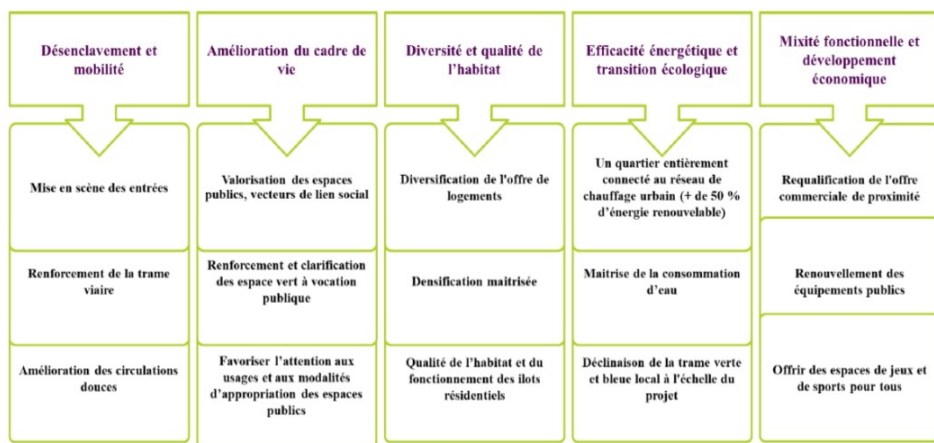 Désenclavement et
mobilité
Mise en scène des entrées
Renforcement de la trame
viaire
Amélioration des circulations
douces
Amélioration du cadre de
vie
Valorisation des espaces
publics, vecteurs de lien social
Renforcement et clarification
des espace vert à vocation
publique
Favoriser l'attention aux
usages et aux modalités
d'appropriation des espaces
publics
Diversité et qualité de
l'habitat
Diversification de l'offre de
logements
Densification maitrisée
Qualité de l'habitat et du
fonctionnement des ilots
résidentiels
Efficacité énergétique et
transition écologique
Un quartier entièrement
connecté au réseau de
chauffage urbain (+ de 50 %
d'énergie renouvelable)
Maitrise de la consommation
d'eau
Déclinaison de la trame verte
et bleue local à l'échelle du
projet
Mixité fonctionnelle et
développement
économique
Requalification de l'offre
commerciale de proximité
Renouvellement des
équipements publics
Offrir des espaces de jeux et
de sports pour tous